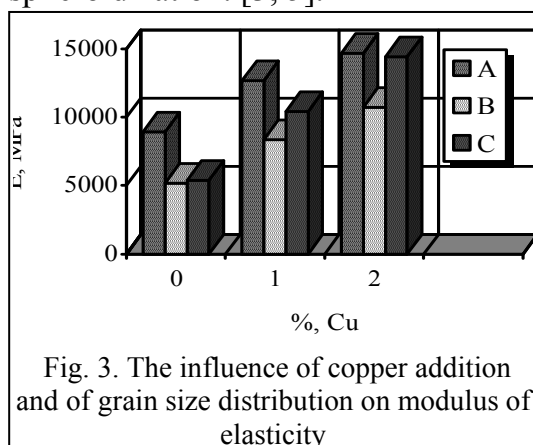 15000
10000
5000
0
E, MPa
0
1
2
%, Cu
A
B
C
Fig. 3. The influence of copper addition
and of grain size distribution on modulus of
elasticity